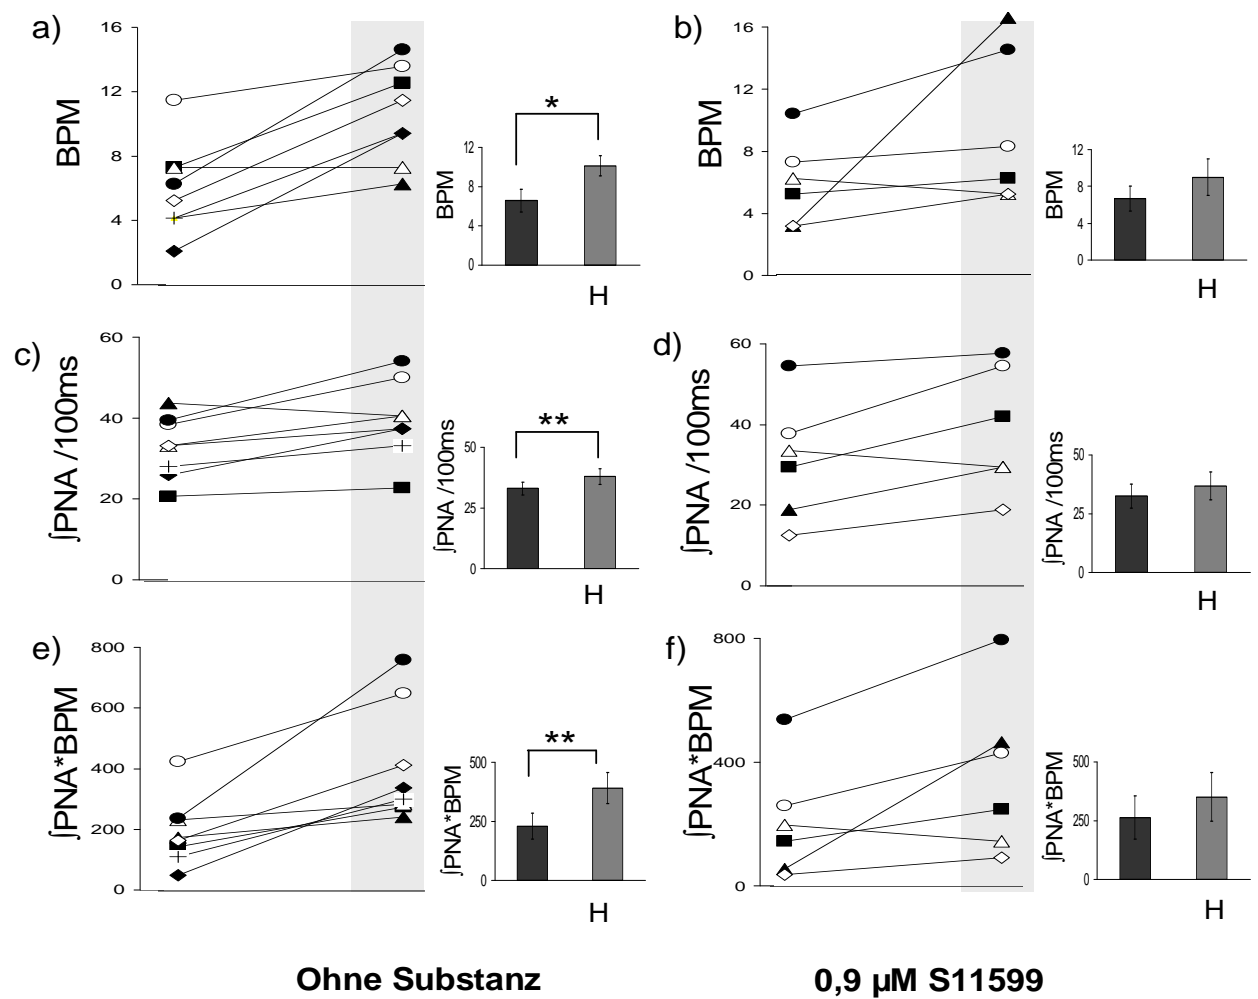 a)
BPM
16
12
8
4
0
*
BPM
12
8
4
0
H
b)
BPM
16
12
8
4
0
BPM
12
8
4
0
H
c)
∫PNA /100ms
60
40
20
0
**
∫PNA /100ms
50
25
0
H
d)
∫PNA /100ms
60
40
20
0
∫PNA /100ms
50
25
0
H
e)
∫PNA*BPM
800
600
400
200
0
**
∫PNA*BPM
500
250
0
H
f)
∫PNA*BPM
800
400
0
∫PNA*BPM
500
250
0
H
Ohne Substanz
0,9 µM S11599